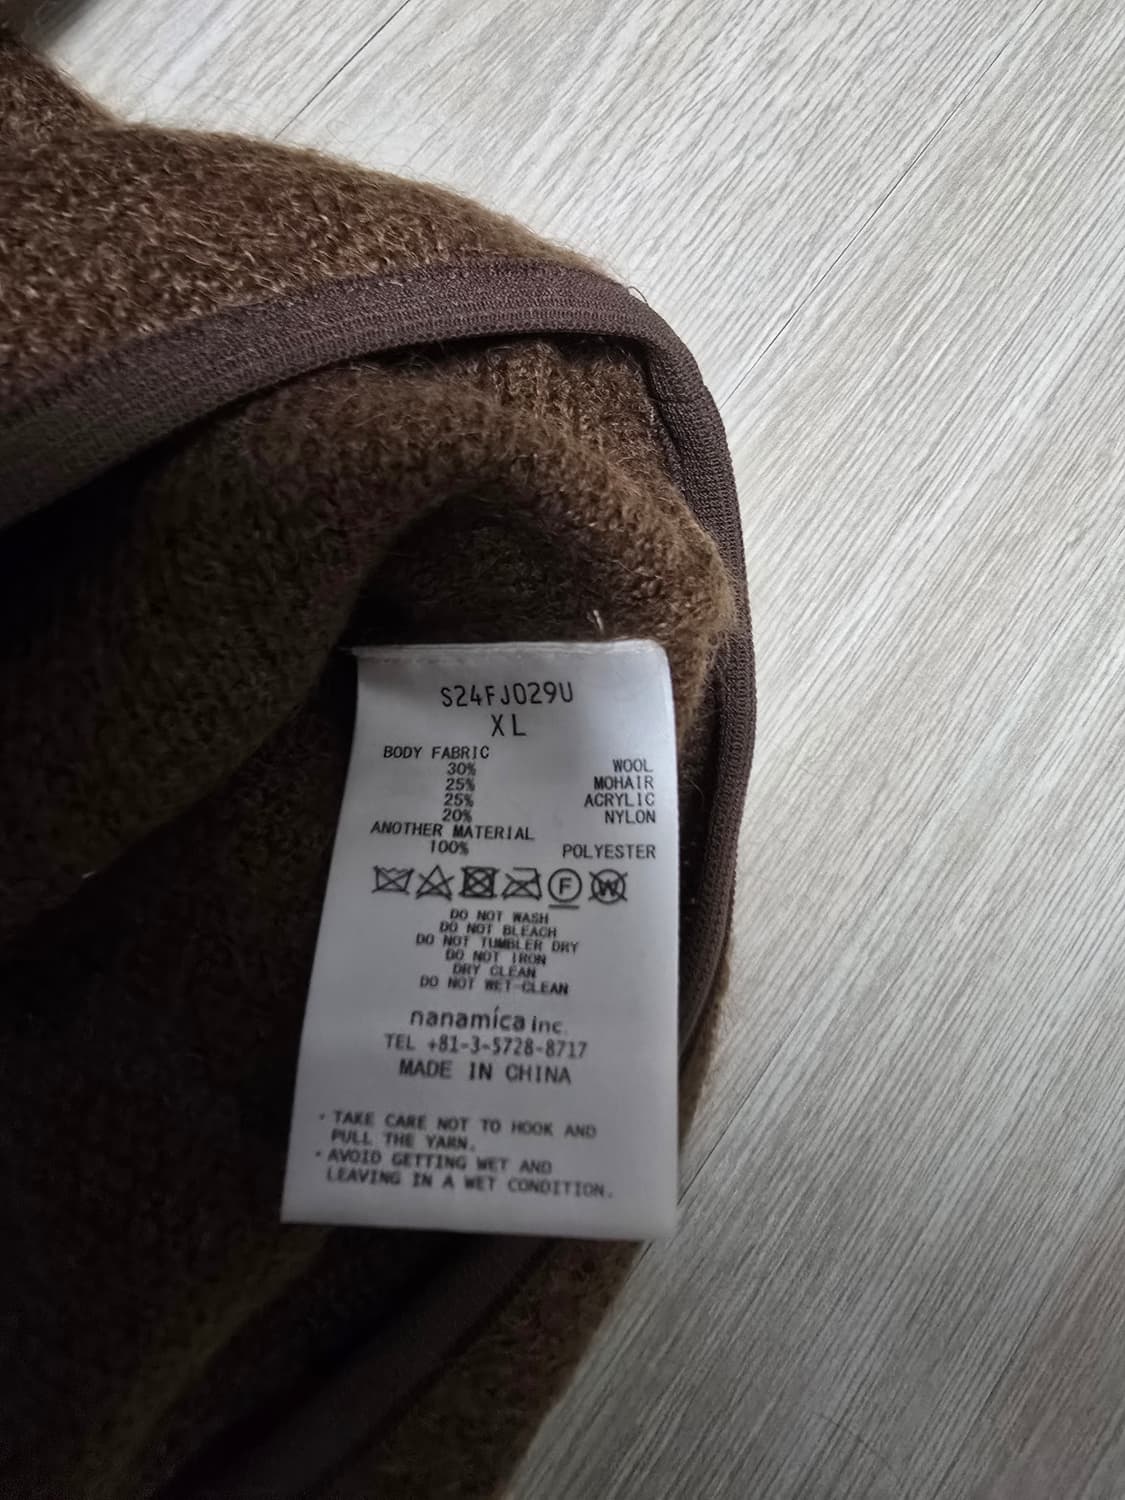 S24FJ029U
XL
BODY FABRIC
30% WOOL
25% MOHAIR
25% ACRYLIC
20% NYLON
ANOTHER MATERIAL
100% POLYESTER
F W
DO NOT WASH
DO NOT BLEACH
DO NOT TUMBLER DRY
DO NOT IRON
DRY CLEAN
DO NOT WET-CLEAN
nanamíca inc.
TEL +81-3-5728-8717
MADE IN CHINA
・TAKE CARE NOT TO HOOK AND
PULL THE YARN.
・AVOID GETTING WET AND
LEAVING IN A WET CONDITION.